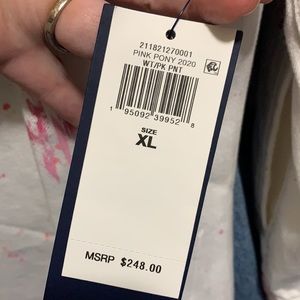 211821270001
PINK PONY 2020
WT/PK PNT
1 95092 39952 8
SIZE
XL
MSRP $248.00